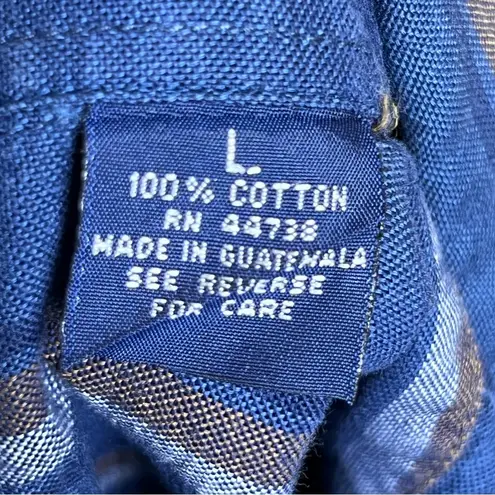 L.
100% COTTON
RN 44738
MADE IN GUATEMALA
SEE REVERSE
FOR CARE